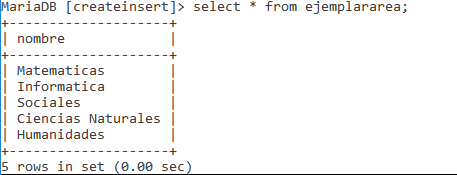 MariaDB [createinsert]> select * from ejemplararea;
+--------------------+
| nombre             |
+--------------------+
| Matematicas        |
| Informatica        |
| Sociales           |
| Ciencias Naturales |
| Humanidades        |
+--------------------+
5 rows in set (0.00 sec)